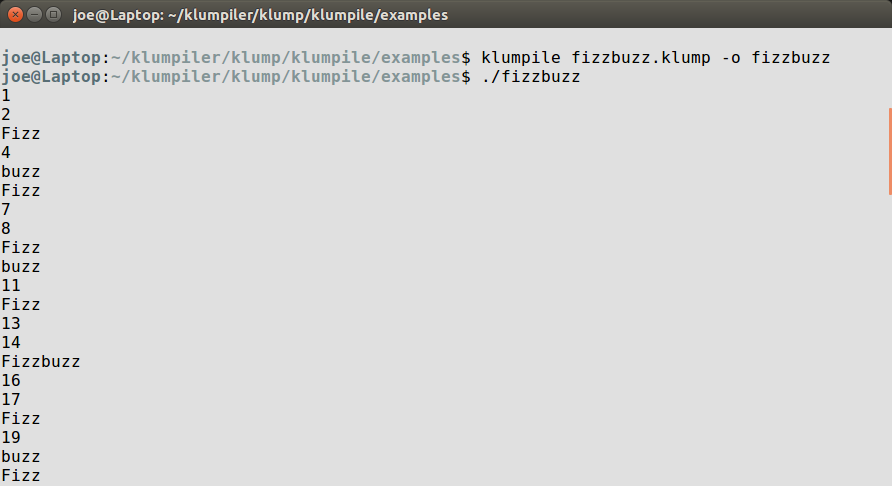 joe@Laptop: ~/klumpiler/klump/klumpile/examples
joe@Laptop:~/klumpiler/klump/klumpile/examples$ klumpile fizzbuzz.klump -o fizzbuzz
joe@Laptop:~/klumpiler/klump/klumpile/examples$ ./fizzbuzz
1
2
Fizz
4
buzz
Fizz
7
8
Fizz
buzz
11
Fizz
13
14
Fizzbuzz
16
17
Fizz
19
buzz
Fizz